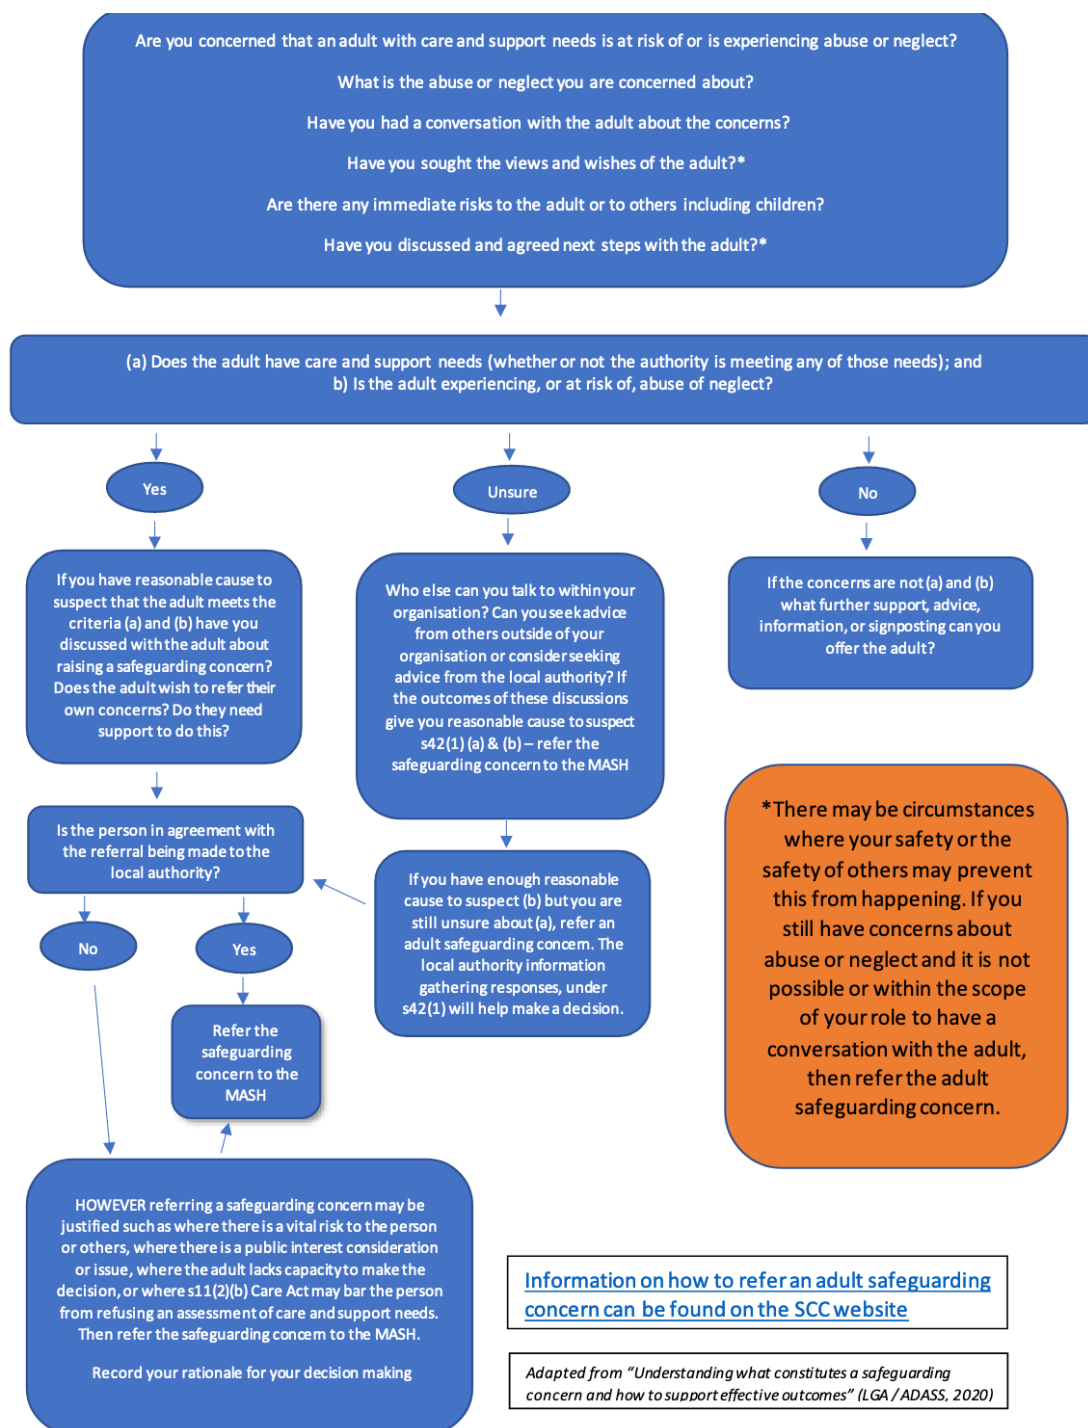 Are you concerned that an adult with care and support needs is at risk of or is experiencing abuse or neglect?
What is the abuse or neglect you are concerned about?
Have you had a conversation with the adult about the concerns?
Have you sought the views and wishes of the adult?*
Are there any immediate risks to the adult or to others including children?
Have you discussed and agreed next steps with the adult?*
(a) Does the adult have care and support needs (whether or not the authority is meeting any of those needs); and
b) Is the adult experiencing, or at risk of, abuse of neglect?
Yes
Unsure
No
If you have reasonable cause to
suspect that the adult meets the
criteria (a) and (b) have you
discussed with the adult about
raising a safeguarding concern?
Does the adult wish to refer their
own concerns? Do they need
support to do this?
Who else can you talk to within your
organisation? Can you seek advice
from others outside of your
organisation or consider seeking
advice from the local authority? If
the outcomes of these discussions
give you reasonable cause to suspect
s42(1) (a) & (b) – refer the
safeguarding concern to the MASH
If the concerns are not (a) and (b)
what further support, advice,
information, or signposting can you
offer the adult?
Is the person in agreement with
the referral being made to the
local authority?
If you have enough reasonable
cause to suspect (b) but you are
still unsure about (a), refer an
adult safeguarding concern. The
local authority information
gathering responses, under
s42(1) will help make a decision.
*There may be circumstances
where your safety or the
safety of others may prevent
this from happening. If you
still have concerns about
abuse or neglect and it is not
possible or within the scope
of your role to have a
conversation with the adult,
then refer the adult
safeguarding concern.
No
Yes
Refer the
safeguarding
concern to the
MASH
HOWEVER referring a safeguarding concern may be
justified such as where there is a vital risk to the person
or others, where there is a public interest consideration
or issue, where the adult lacks capacity to make the
decision, or where s11(2)(b) Care Act may bar the person
from refusing an assessment of care and support needs.
Then refer the safeguarding concern to the MASH.
Record your rationale for your decision making
Information on how to refer an adult safeguarding
concern can be found on the SCC website
Adapted from "Understanding what constitutes a safeguarding
concern and how to support effective outcomes" (LGA / ADASS, 2020)